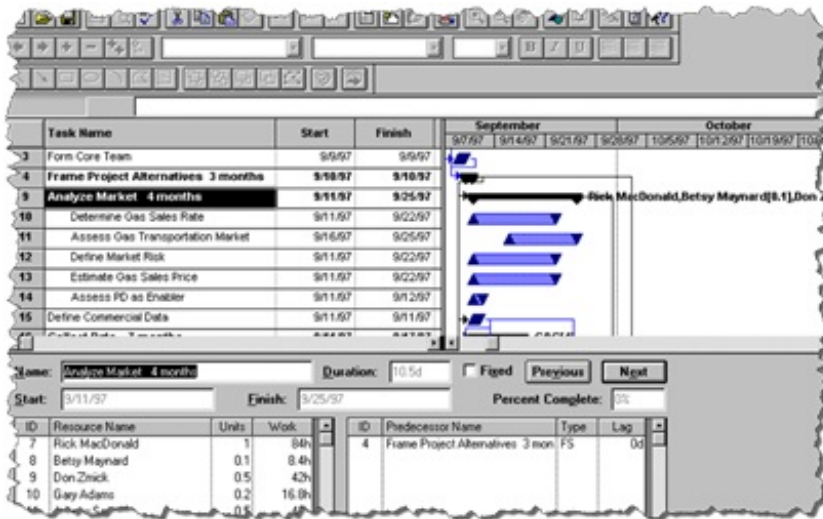 B I U
September October
Task Name Start Finish 9/7/97 9/14/97 9/21/97 9/28/97 10/5/97 10/12/97 10/19/97
3 Form Core Team 9/9/97 9/9/97
4 Frame Project Alternatives 3 months 9/10/97 9/10/97
9 Analyze Market 4 months 9/11/97 9/25/97 Rick MacDonald,Betsy Maynard[0.1],Don
10 Determine Gas Sales Rate 9/11/97 9/22/97
11 Assess Gas Transportation Market 9/16/97 9/25/97
12 Define Market Risk 9/11/97 9/22/97
13 Estimate Gas Sales Price 9/11/97 9/22/97
14 Assess PD as Enabler 9/11/97 9/12/97
15 Define Commercial Data 9/11/97 9/11/97
Name: Analyze Market 4 months Duration: 10.5d Fixed Previous Next
Start: 9/11/97 Finish: 9/25/97 Percent Complete: 0%
ID Resource Name Units Work ID Predecessor Name Type Lag
7 Rick MacDonald 1 84h 4 Frame Project Alternatives 3 mon FS 0d
8 Betsy Maynard 0.1 8.4h
9 Don Zmick 0.5 42h
10 Gary Adams 0.2 16.8h